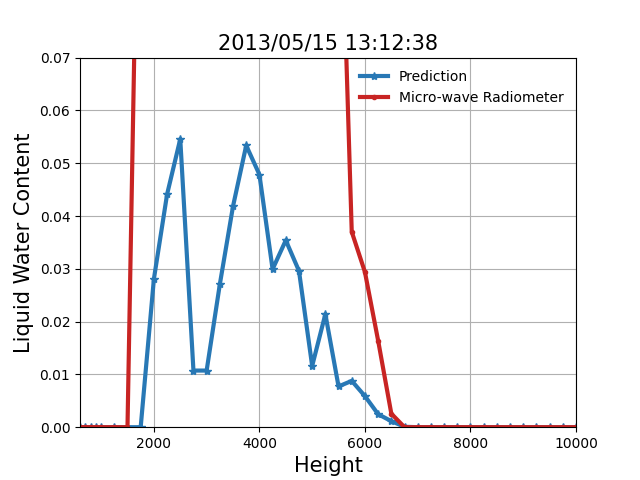 2013/05/15 13:12:38
Prediction
Micro-wave Radiometer
Liquid Water Content
0.07
0.06
0.05
0.04
0.03
0.02
0.01
0.00
2000 4000 6000 8000 10000
Height